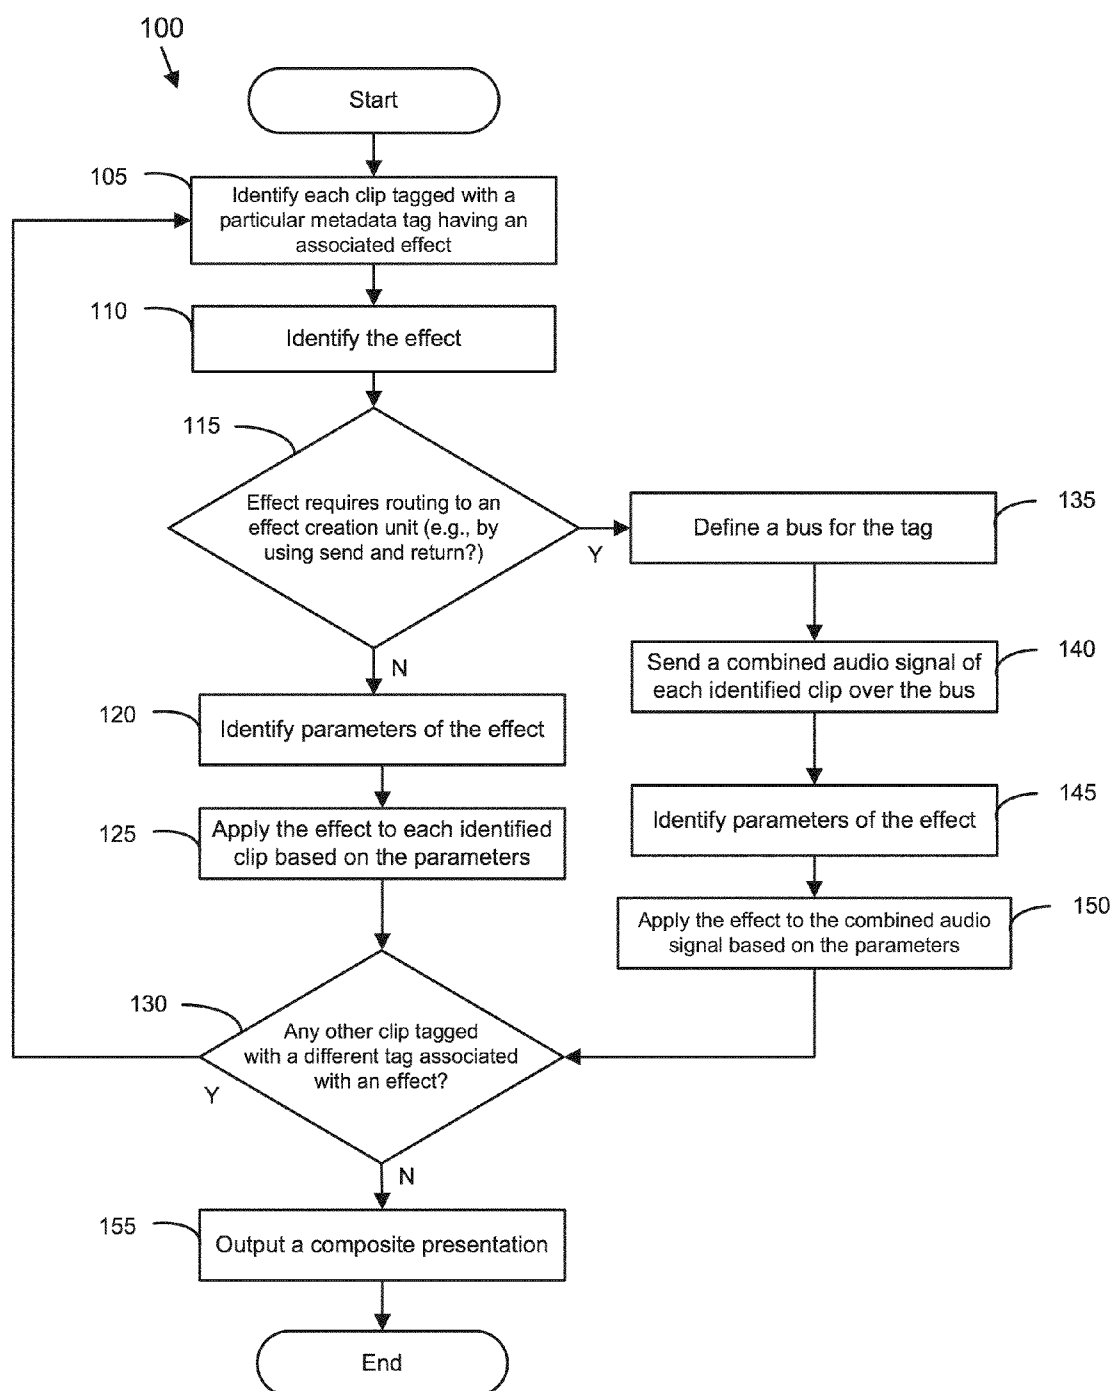 100
Start
105
Identify each clip tagged with a
particular metadata tag having an
associated effect
110
Identify the effect
115
Effect requires routing to an
effect creation unit (e.g., by
using send and return?)
Y
N
135
Define a bus for the tag
140
Send a combined audio signal of
each identified clip over the bus
120
Identify parameters of the effect
145
Identify parameters of the effect
125
Apply the effect to each identified
clip based on the parameters
150
Apply the effect to the combined audio
signal based on the parameters
130
Any other clip tagged
with a different tag associated
with an effect?
Y
N
155
Output a composite presentation
End